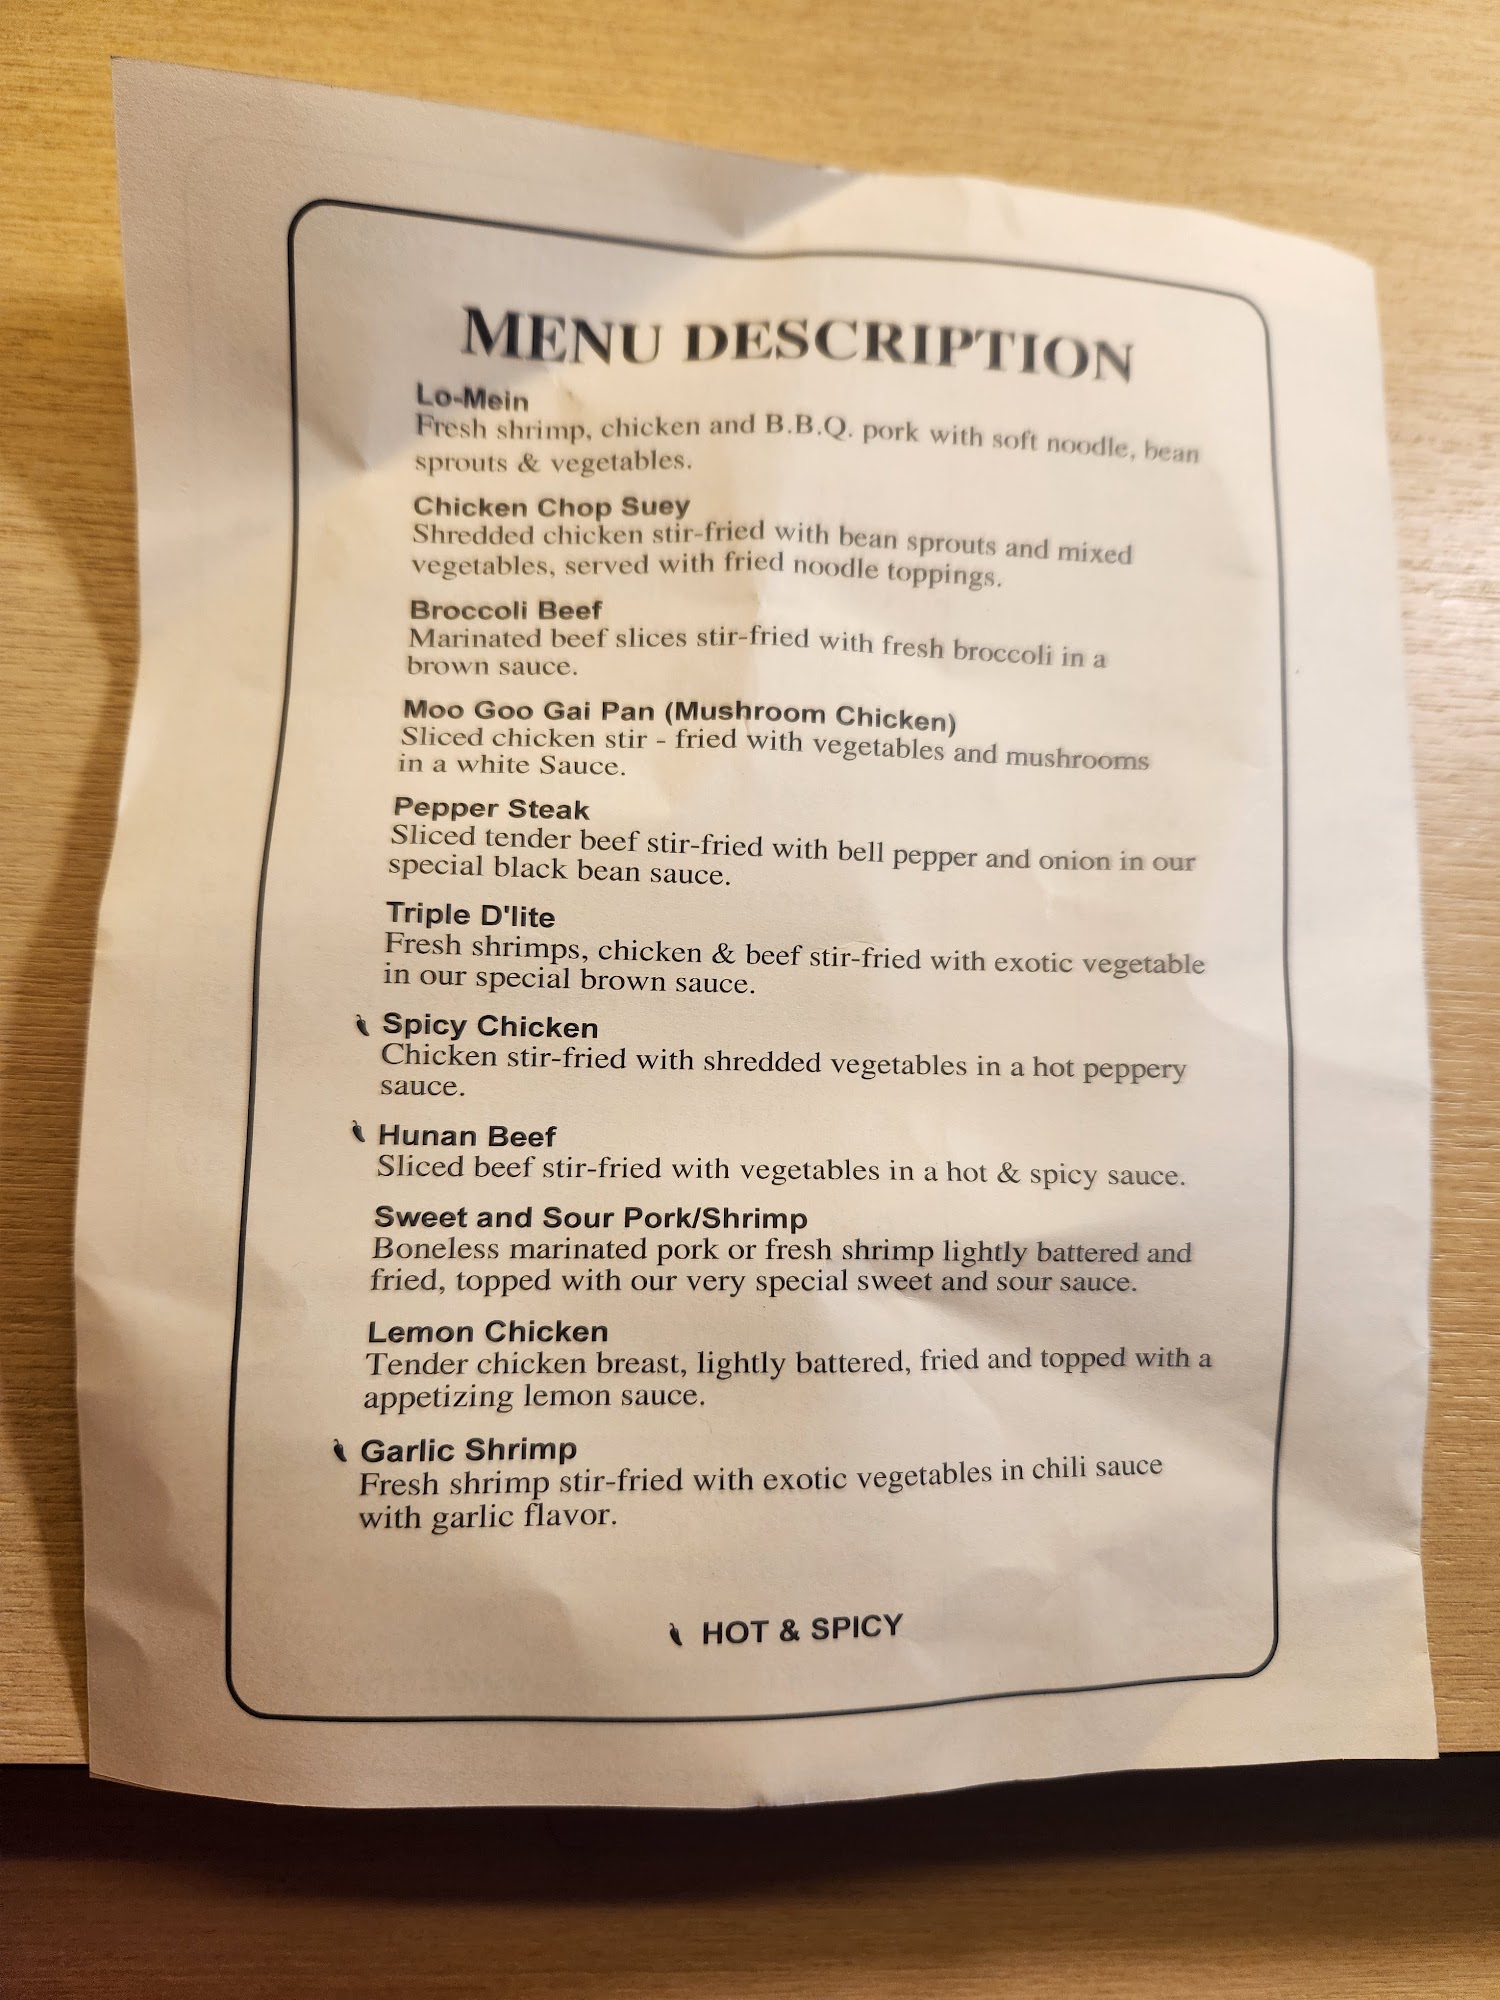 MENU DESCRIPTION
Lo-Mein
Fresh shrimp, chicken and B.B.Q. pork with soft noodle, bean
sprouts & vegetables.
Chicken Chop Suey
Shredded chicken stir-fried with bean sprouts and mixed
vegetables, served with fried noodle toppings.
Broccoli Beef
Marinated beef slices stir-fried with fresh broccoli in a
brown sauce.
Moo Goo Gai Pan (Mushroom Chicken)
Sliced chicken stir - fried with vegetables and mushrooms
in a white Sauce.
Pepper Steak
Sliced tender beef stir-fried with bell pepper and onion in our
special black bean sauce.
Triple D'lite
Fresh shrimps, chicken & beef stir-fried with exotic vegetable
in our special brown sauce.
Spicy Chicken
Chicken stir-fried with shredded vegetables in a hot peppery
sauce.
Hunan Beef
Sliced beef stir-fried with vegetables in a hot & spicy sauce.
Sweet and Sour Pork/Shrimp
Boneless marinated pork or fresh shrimp lightly battered and
fried, topped with our very special sweet and sour sauce.
Lemon Chicken
Tender chicken breast, lightly battered, fried and topped with a
appetizing lemon sauce.
Garlic Shrimp
Fresh shrimp stir-fried with exotic vegetables in chili sauce
with garlic flavor.
HOT & SPICY